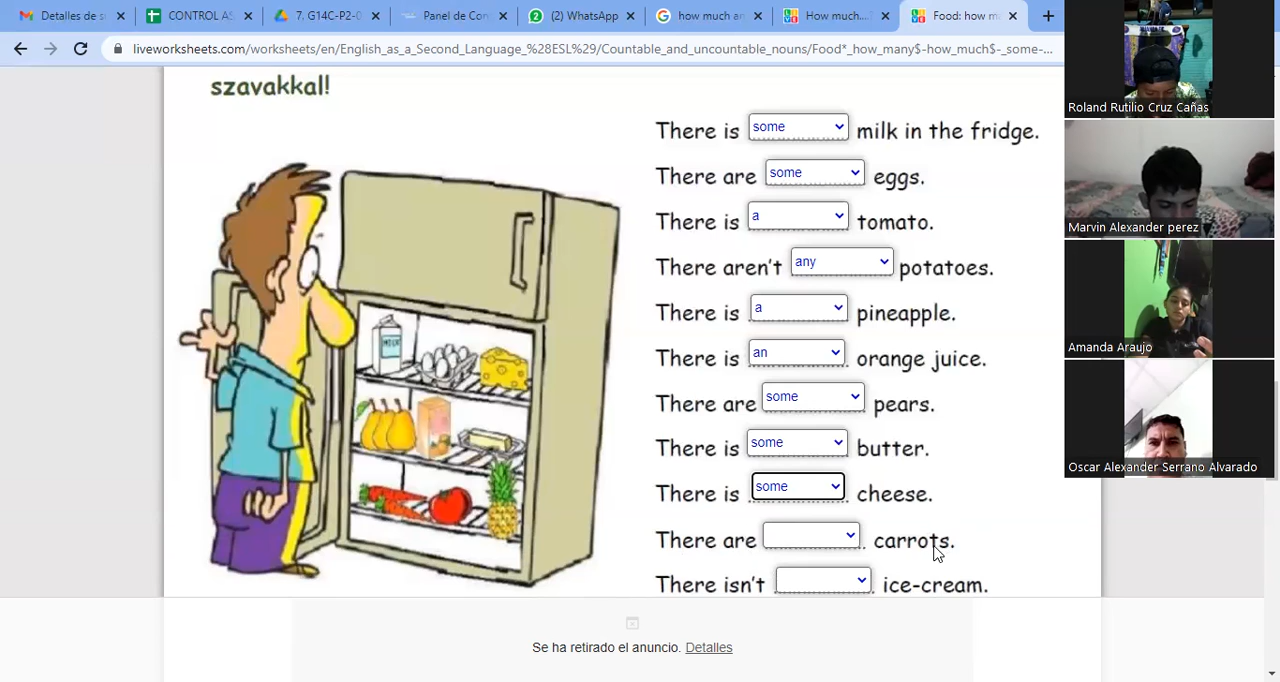 Detalles de s
CONTROL AS
7. G14C-P2-0
Panel de Con
(2) WhatsApp
how much an
How much...T
Food: how m
liveworksheets.com/worksheets/en/English_as_a_Second_Language_%28ESL%29/Countable_and_uncountable_nouns/Food*_how_many$-how_much$-_some-...
szavakkal!
There is some milk in the fridge.
There are some eggs.
There is a tomato.
There aren't any potatoes.
There is a pineapple.
There is an orange juice.
There are some pears.
There is some butter.
There is some cheese.
There are carrots.
There isn't ice-cream.
MILK
Se ha retirado el anuncio. Detalles
Roland Rutilio Cruz Cañas
Marvin Alexander perez
Amanda Araujo
Oscar Alexander Serrano Alvarado